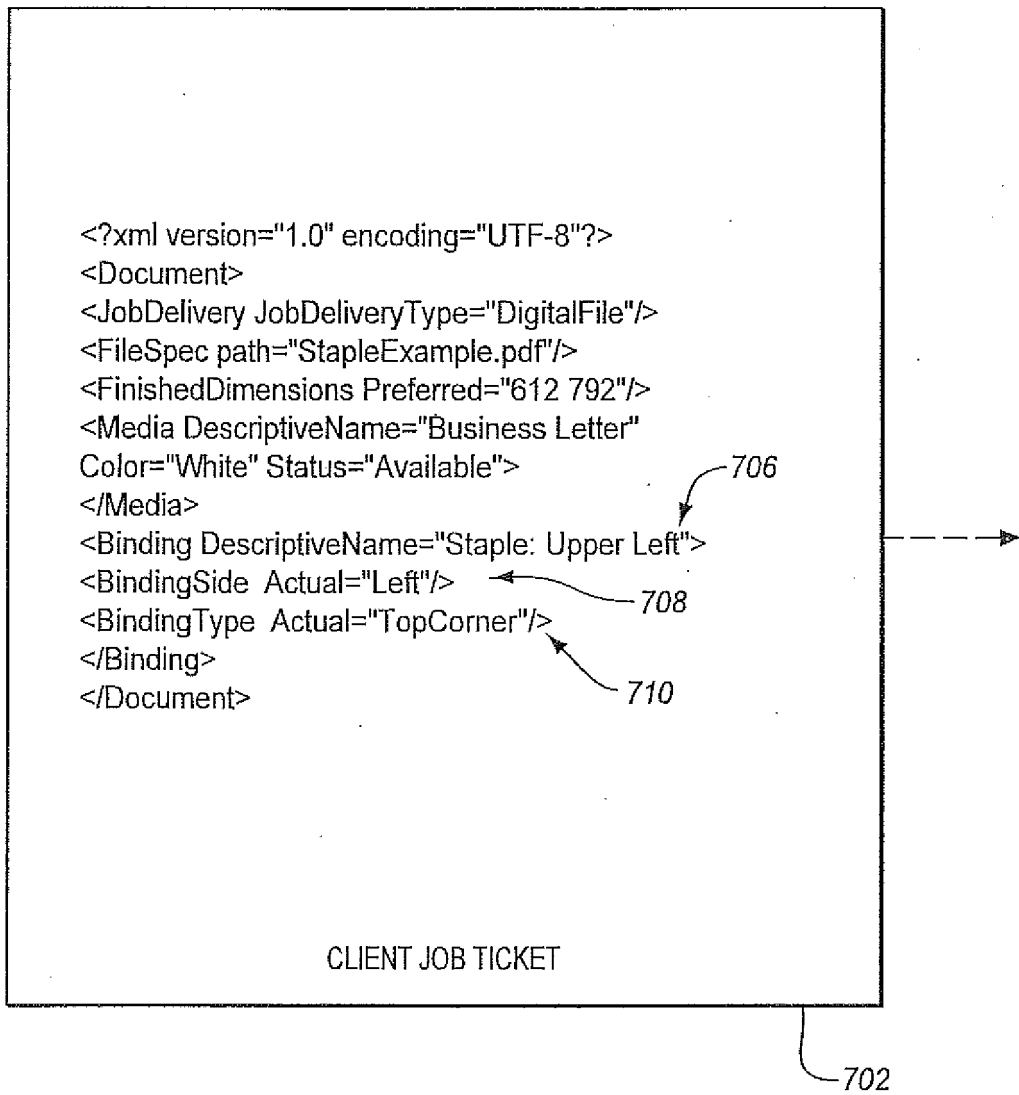 <?xml version="1.0" encoding="UTF-8"?>
<Document>
<JobDelivery JobDeliveryType="DigitalFile"/>
<FileSpec path="StapleExample.pdf"/>
<FinishedDimensions Preferred="612 792"/>
<Media DescriptiveName="Business Letter"
Color="White" Status="Available">
706
</Media>
<Binding DescriptiveName="Staple: Upper Left">
<BindingSide Actual="Left"/>
708
<BindingType Actual="TopCorner"/>
</Binding>
710
</Document>
CLIENT JOB TICKET
702